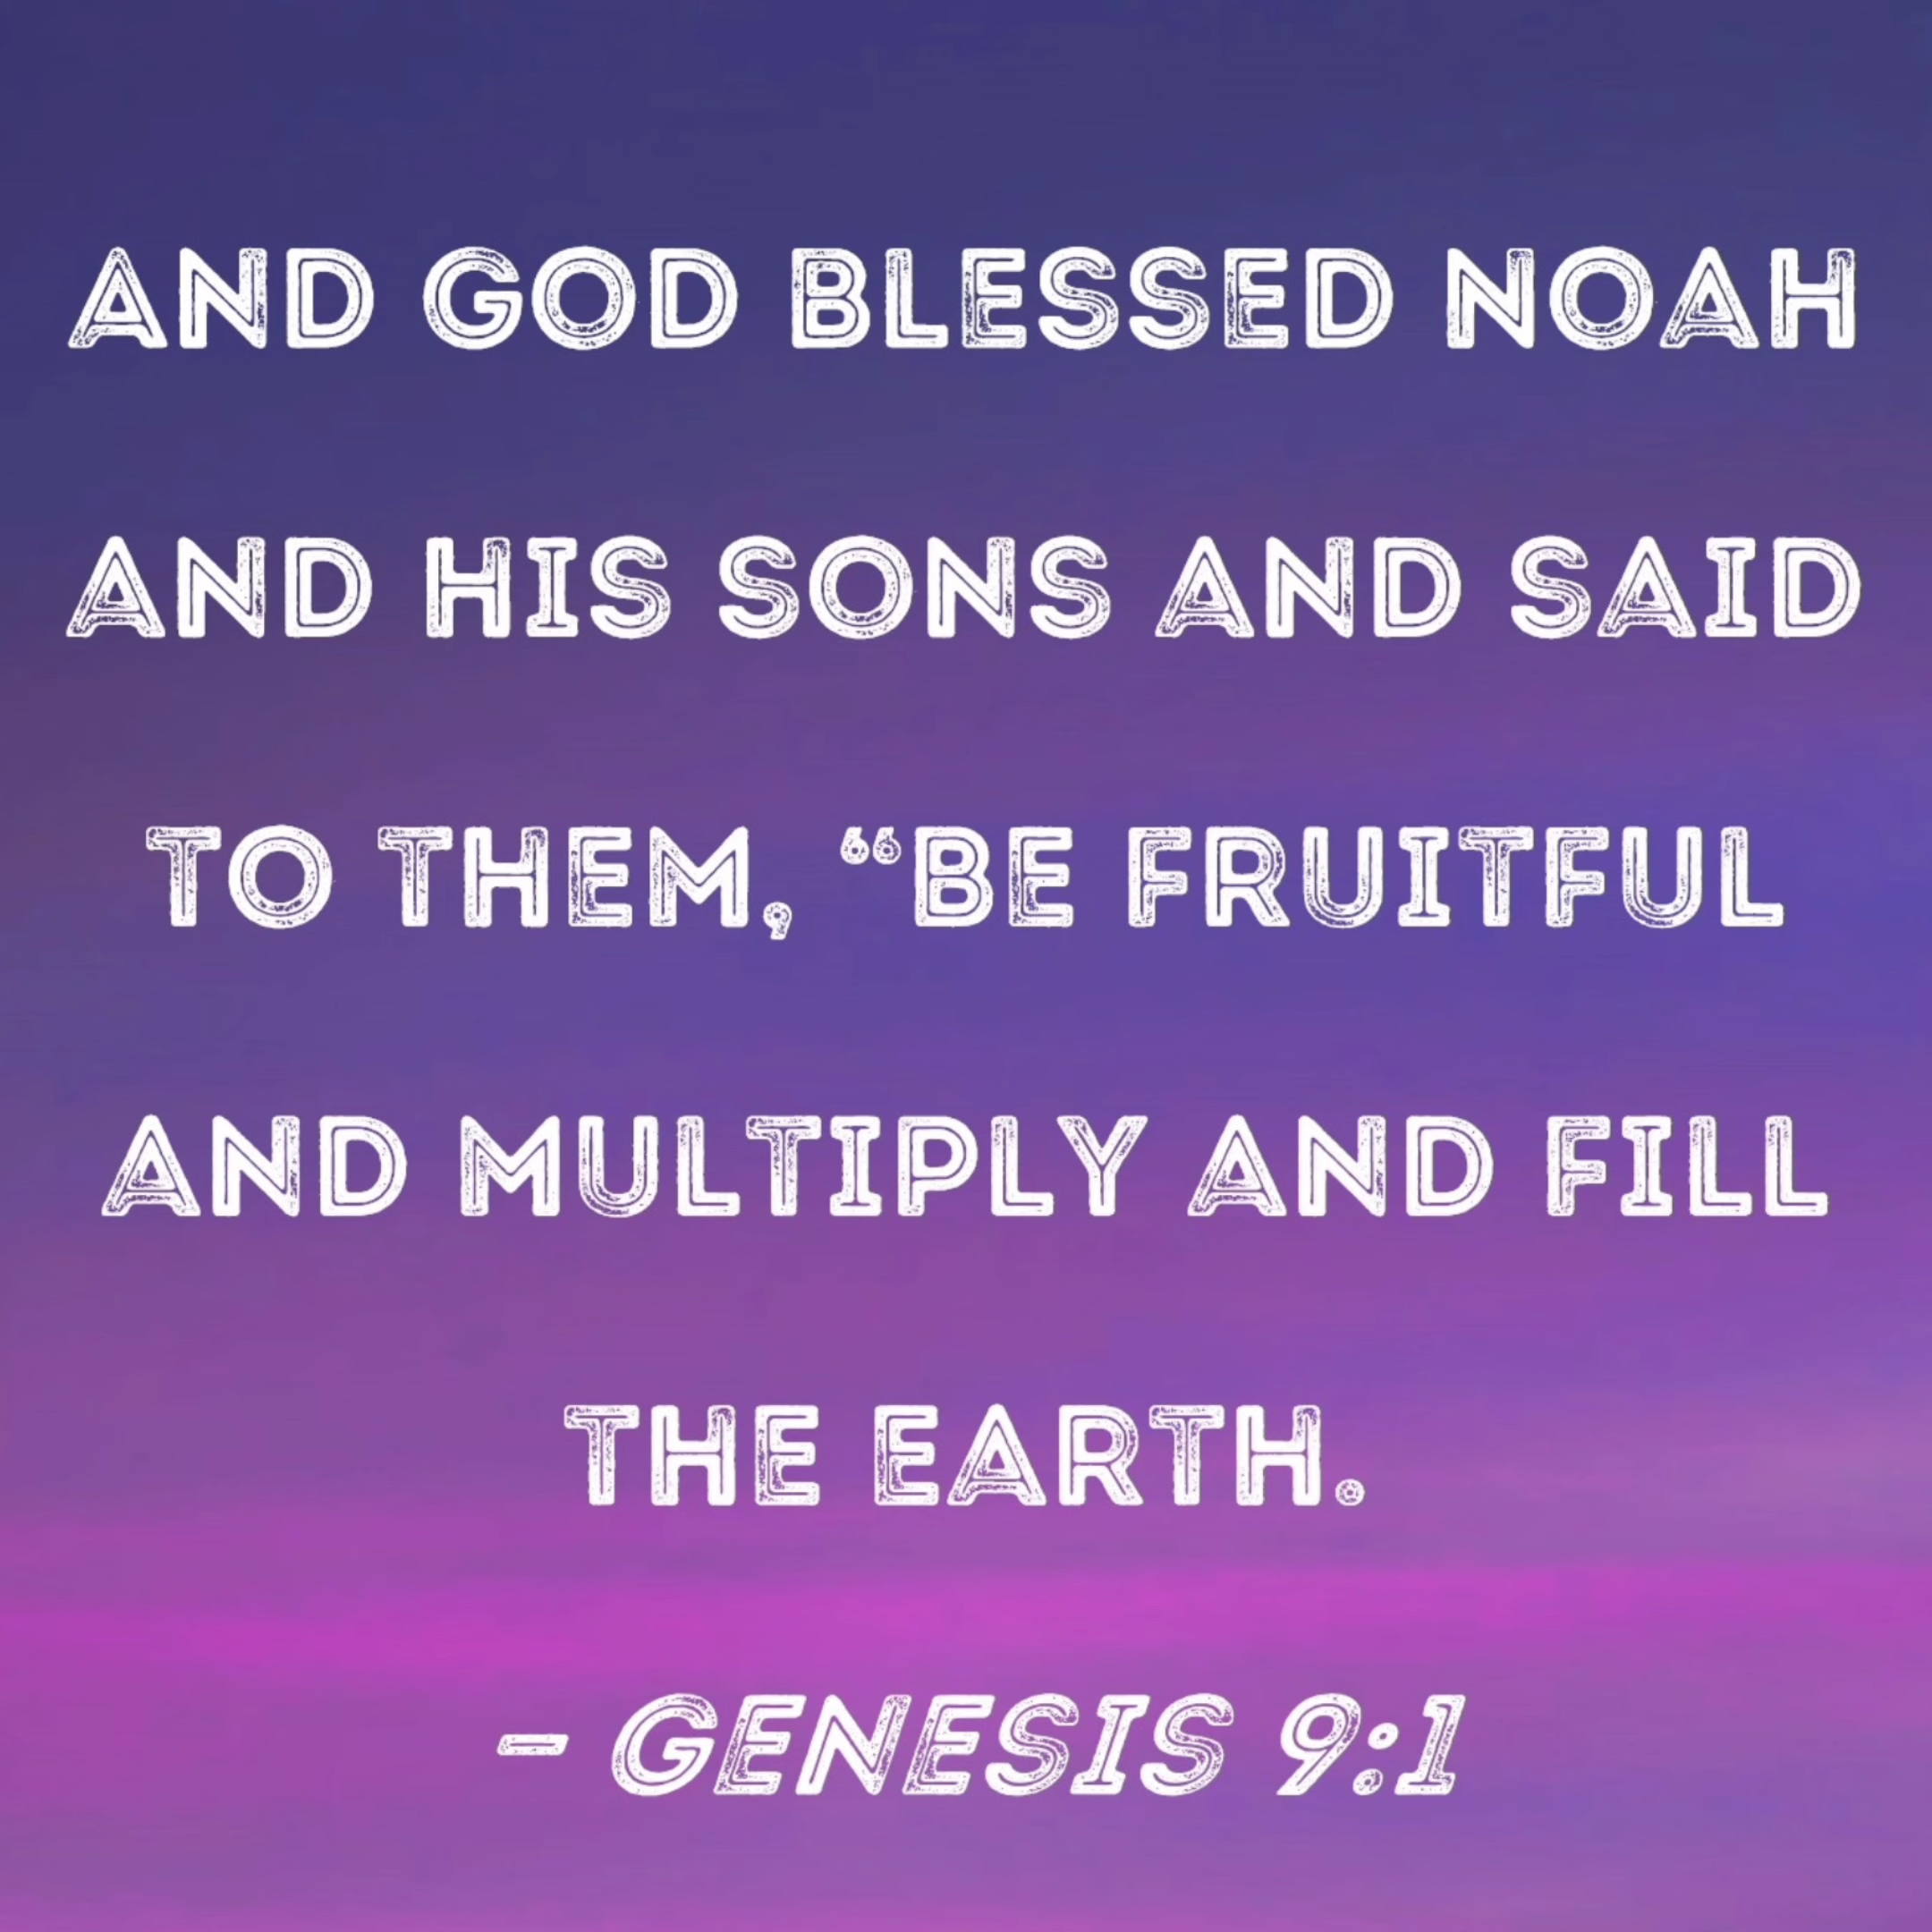 AND GOD BLESSED NOAH
AND HIS SONS AND SAID
TO THEM, “BE FRUITFUL
AND MULTIPLY AND FILL
THE EARTH.
– GENESIS 9:1